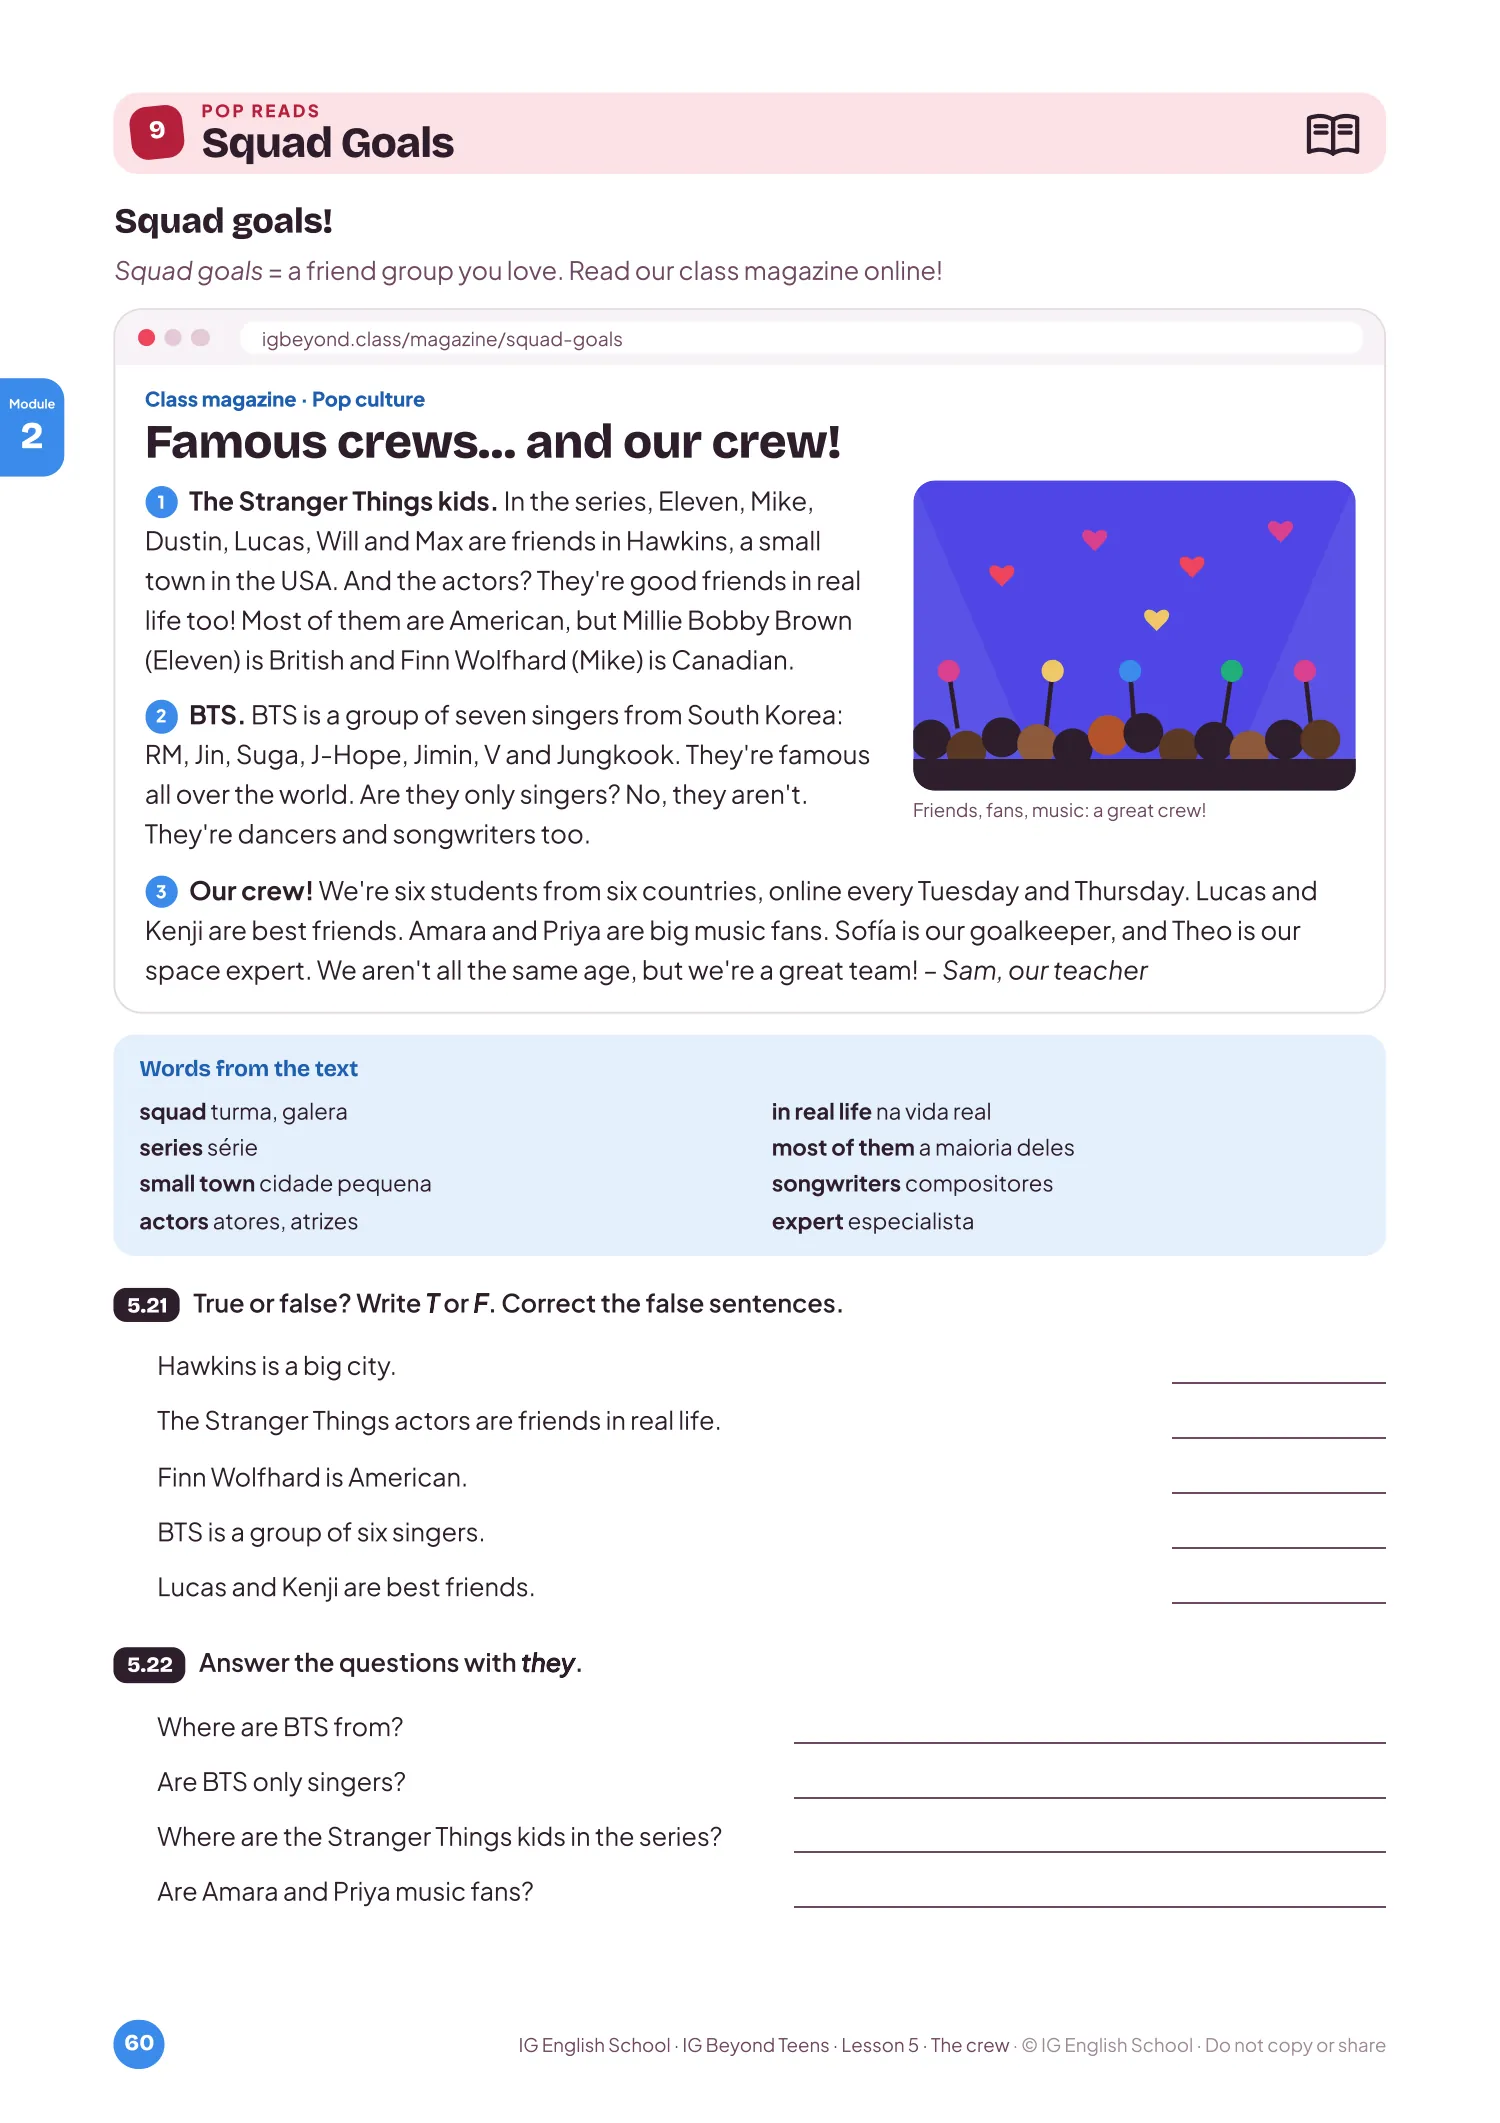 9
POP READS
Squad Goals
Squad goals!
Squad goals = a friend group you love. Read our class magazine online!
igbeyond.class/magazine/squad-goals
Module
2
Class magazine · Pop culture
Famous crews... and our crew!
1 The Stranger Things kids. In the series, Eleven, Mike,
Dustin, Lucas, Will and Max are friends in Hawkins, a small
town in the USA. And the actors? They're good friends in real
life too! Most of them are American, but Millie Bobby Brown
(Eleven) is British and Finn Wolfhard (Mike) is Canadian.
2 BTS. BTS is a group of seven singers from South Korea:
RM, Jin, Suga, J-Hope, Jimin, V and Jungkook. They're famous
all over the world. Are they only singers? No, they aren't.
They're dancers and songwriters too.
Friends, fans, music: a great crew!
3 Our crew! We're six students from six countries, online every Tuesday and Thursday. Lucas and
Kenji are best friends. Amara and Priya are big music fans. Sofía is our goalkeeper, and Theo is our
space expert. We aren't all the same age, but we're a great team! – Sam, our teacher
Words from the text
squad turma, galera
series série
small town cidade pequena
actors atores, atrizes
in real life na vida real
most of them a maioria deles
songwriters compositores
expert especialista
5.21 True or false? Write T or F. Correct the false sentences.
Hawkins is a big city.
The Stranger Things actors are friends in real life.
Finn Wolfhard is American.
BTS is a group of six singers.
Lucas and Kenji are best friends.
5.22 Answer the questions with they.
Where are BTS from?
Are BTS only singers?
Where are the Stranger Things kids in the series?
Are Amara and Priya music fans?
60
IG English School · IG Beyond Teens · Lesson 5 · The crew · © IG English School · Do not copy or share